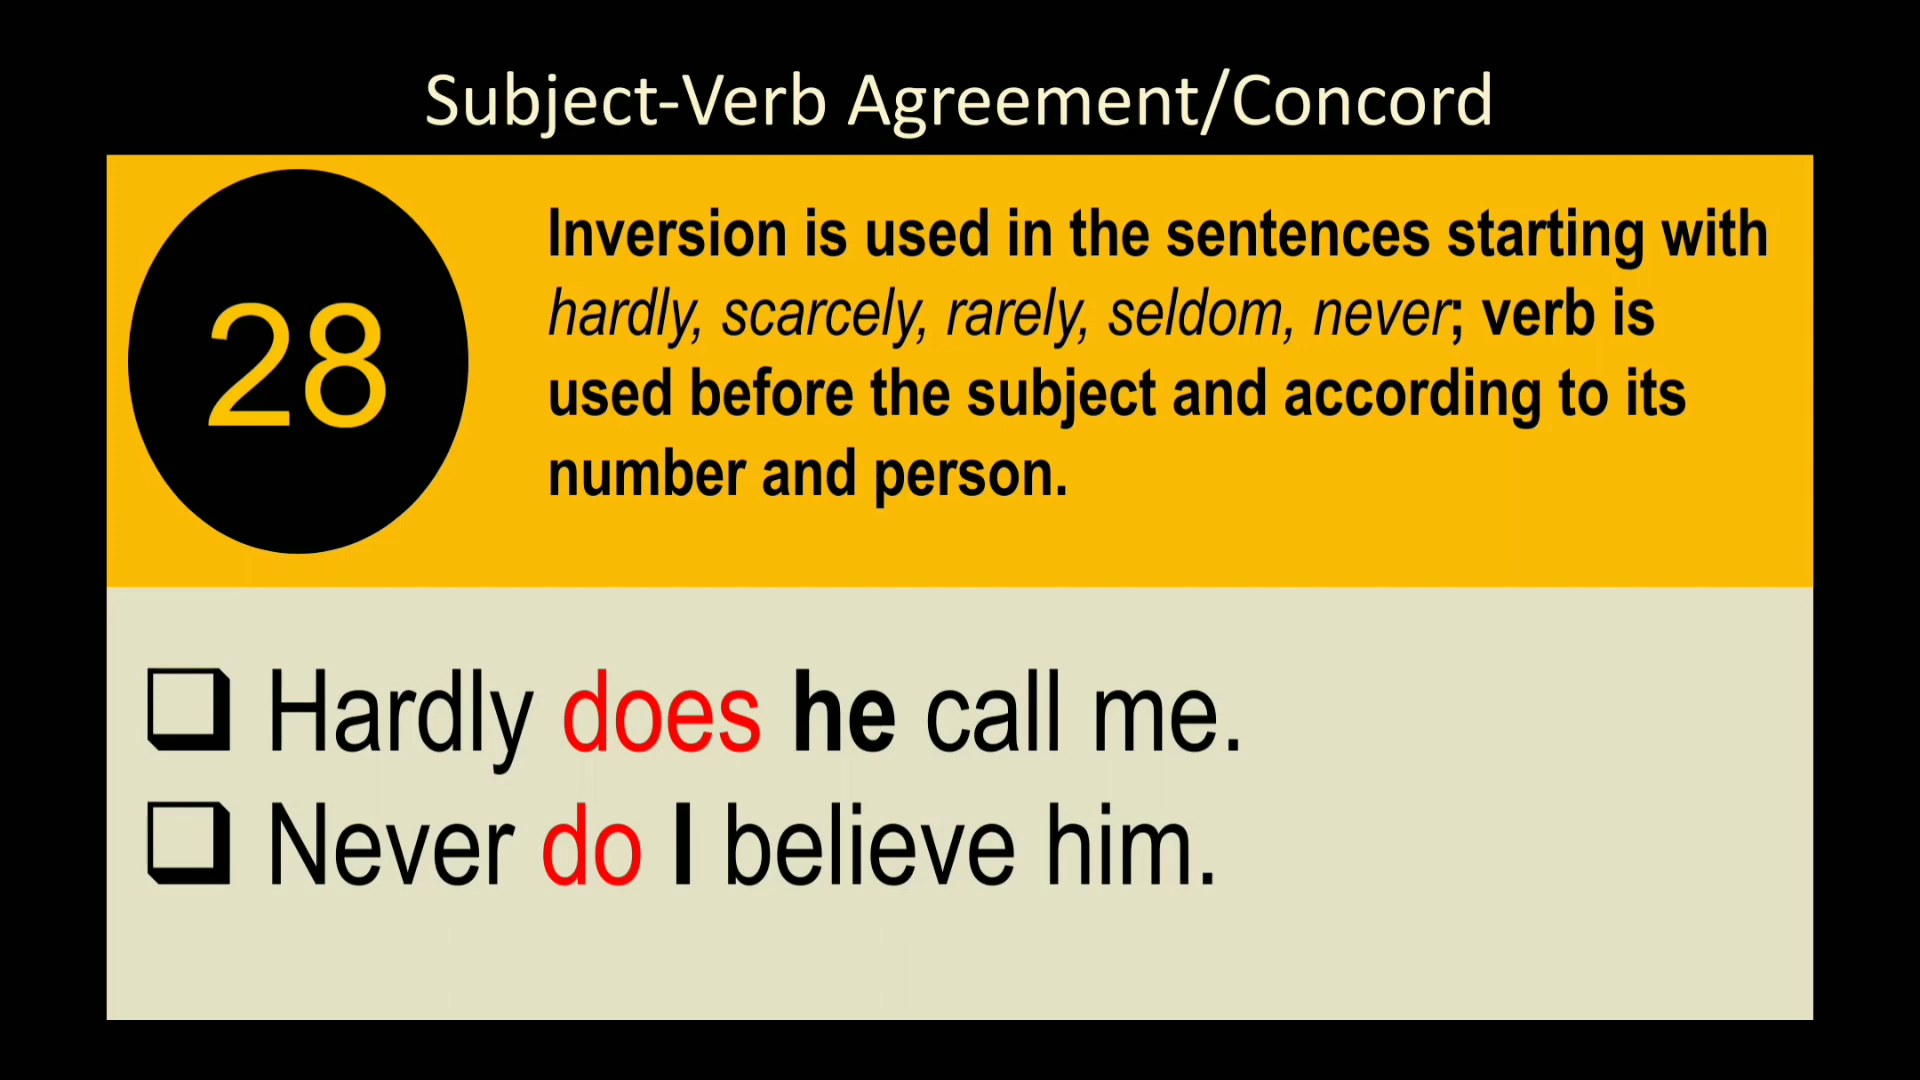 Subject-Verb Agreement/Concord
28
Inversion is used in the sentences starting with
hardly, scarcely, rarely, seldom, never; verb is
used before the subject and according to its
number and person.
Hardly does he call me.
Never do I believe him.